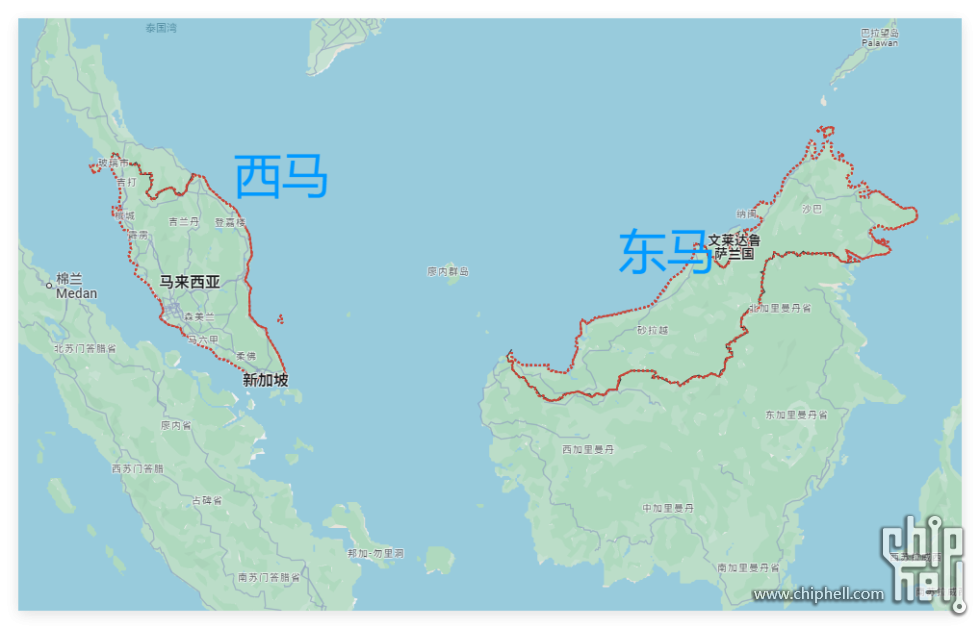 泰国湾
巴拉望岛
Palawan
玻璃市
吉打
槟城
霹雳
吉兰丹
登嘉楼
西马
马来西亚
森美兰
马六甲
柔佛
新加坡
棉兰
Medan
北苏门答腊省
廖内群岛
东马
纳闽
文莱达鲁
萨兰国
沙巴
砂拉越
北加里曼丹省
廖内省
西苏门答腊
占碑省
南苏门答腊省
邦加-勿里洞
西加里曼丹
东加里曼丹省
中加里曼丹
南加里曼丹省
www.chiphell.com
chip
hell